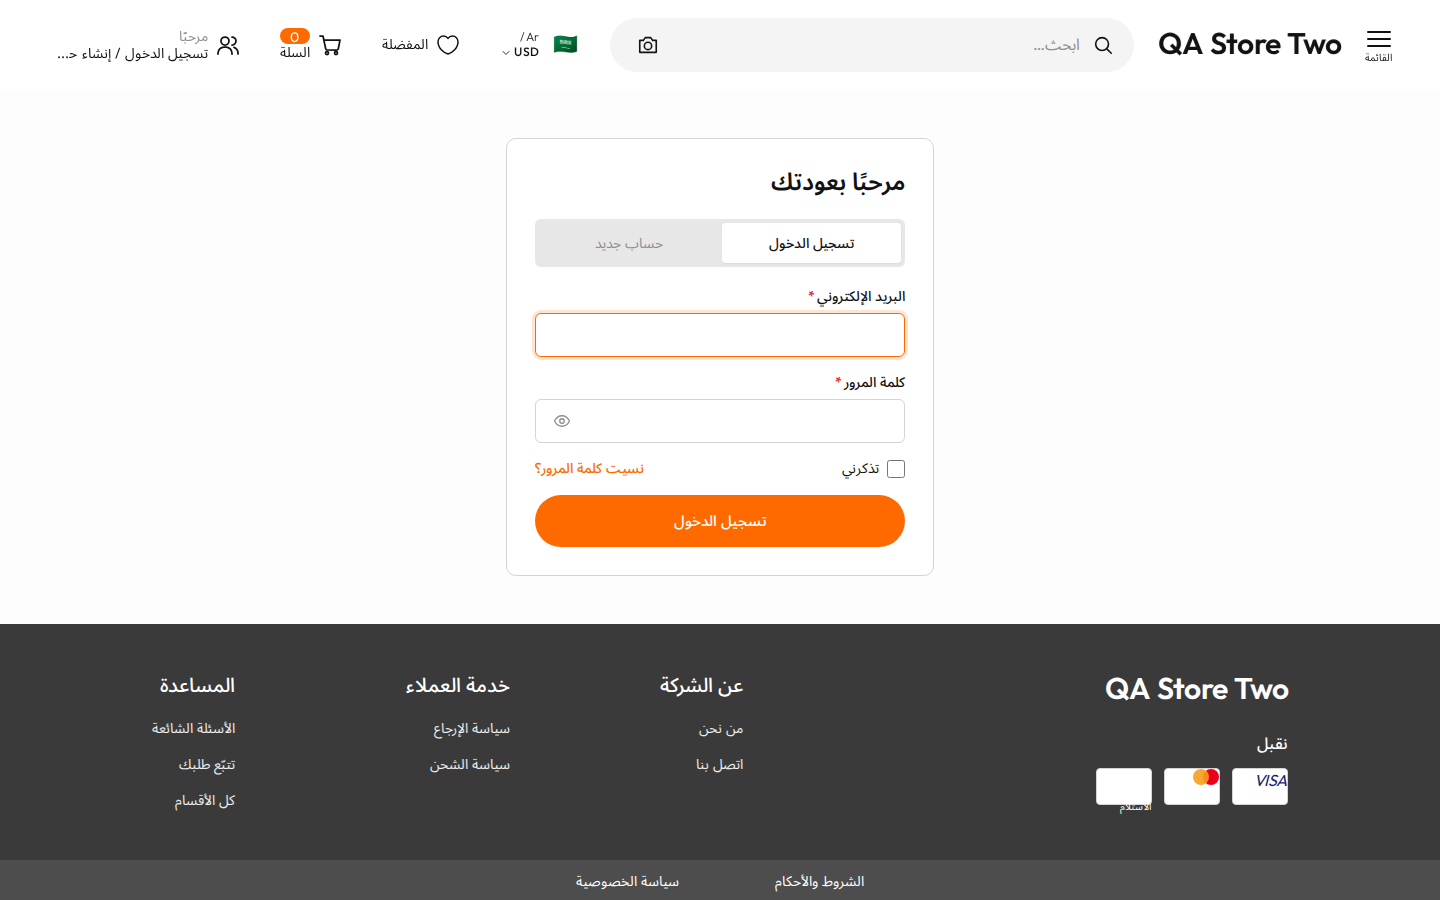 القائمة
QA Store Two
ابحث...
Ar /
USD
المفضلة
0
السلة
مرحبًا
تسجيل الدخول / إنشاء حـ...
مرحبًا بعودتك
تسجيل الدخول
حساب جديد
البريد الإلكتروني *
كلمة المرور *
تذكرني
نسيت كلمة المرور؟
تسجيل الدخول
QA Store Two
نقبل
VISA
الاستلام
عن الشركة
من نحن
اتصل بنا
خدمة العملاء
سياسة الإرجاع
سياسة الشحن
المساعدة
الأسئلة الشائعة
تتبّع طلبك
كل الأقسام
الشروط والأحكام
سياسة الخصوصية